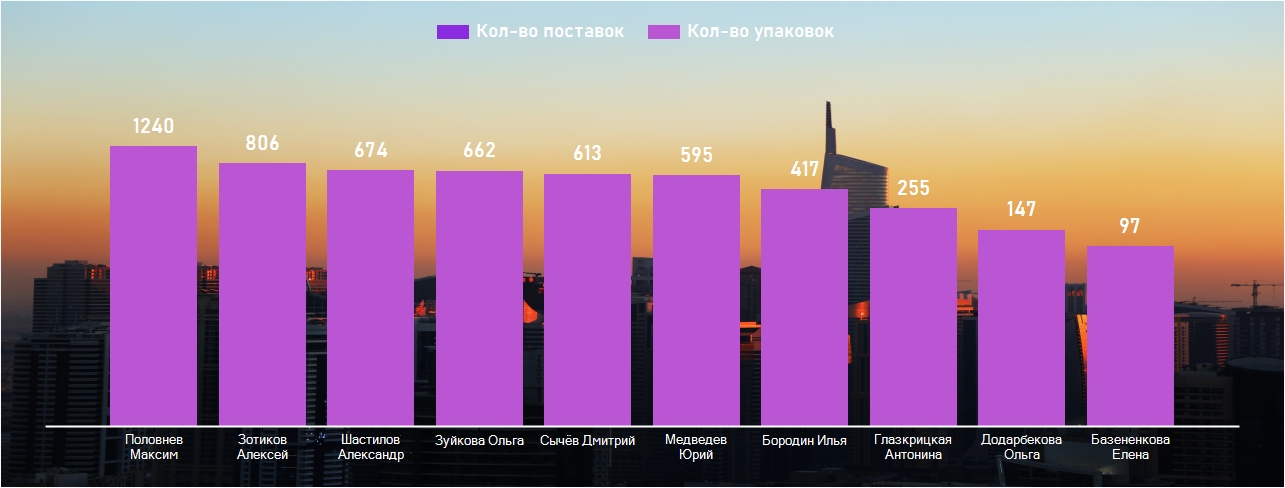 Кол-во поставок Кол-во упаковок
1240
806
674
662
613
595
417
255
147
97
Половнев
Максим
Зотиков
Алексей
Шастилов
Александр
Зуйкова Ольга
Сычёв Дмитрий
Медведев
Юрий
Бородин Илья
Глазкрицкая
Антонина
Додарбекова
Ольга
Базененкова
Елена